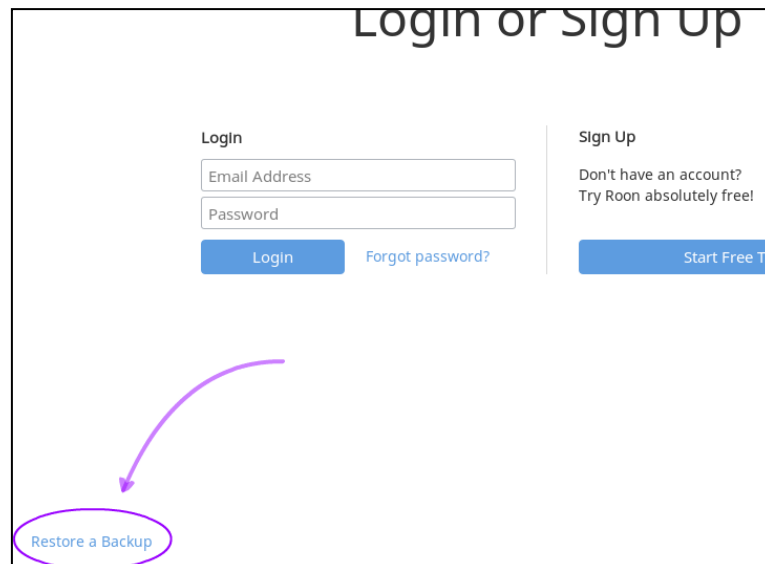 Login or Sign Up
Login
Email Address
Password
Login
Forgot password?
Sign Up
Don't have an account?
Try Roon absolutely free!
Start Free
Restore a Backup